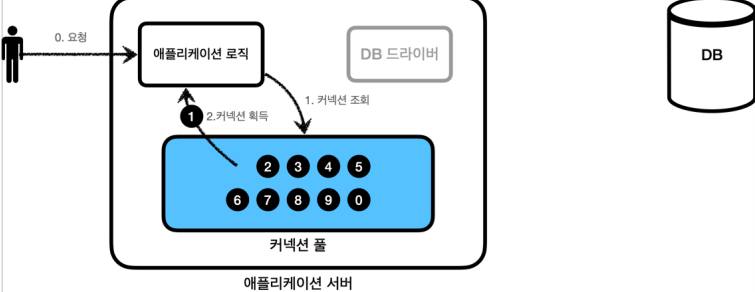 0. 요청
애플리케이션 로직
DB 드라이버
DB
1. 커넥션 조회
1
2.커넥션 획득
2 3 4 5
6 7 8 9 0
커넥션 풀
애플리케이션 서버